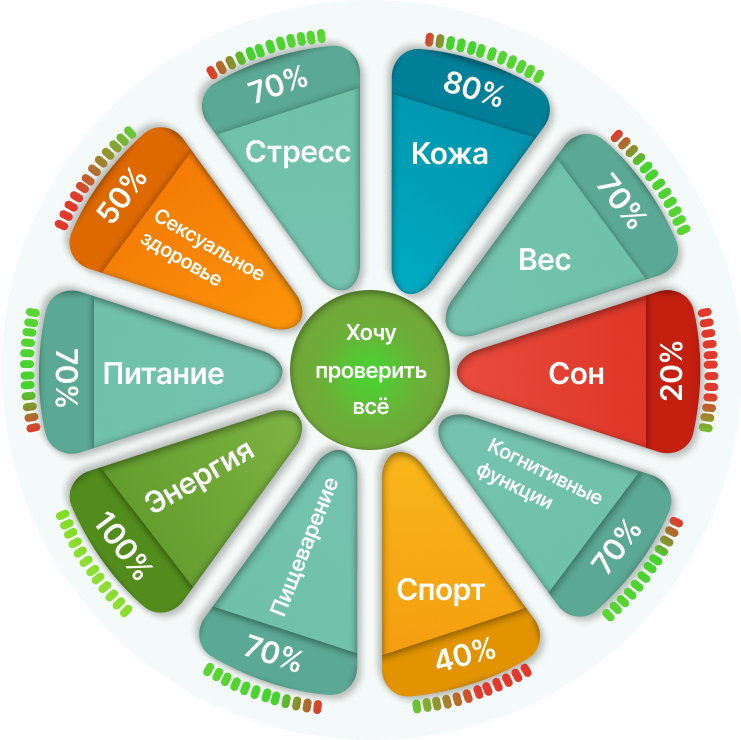 80%
Кожа
70%
Вес
20%
Сон
Когнитивные
функции
70%
Спорт
40%
Пищеварение
70%
Энергия
100%
Питание
70%
Сексуальное
здоровье
50%
Стресс
70%
Хочу
проверить
всё